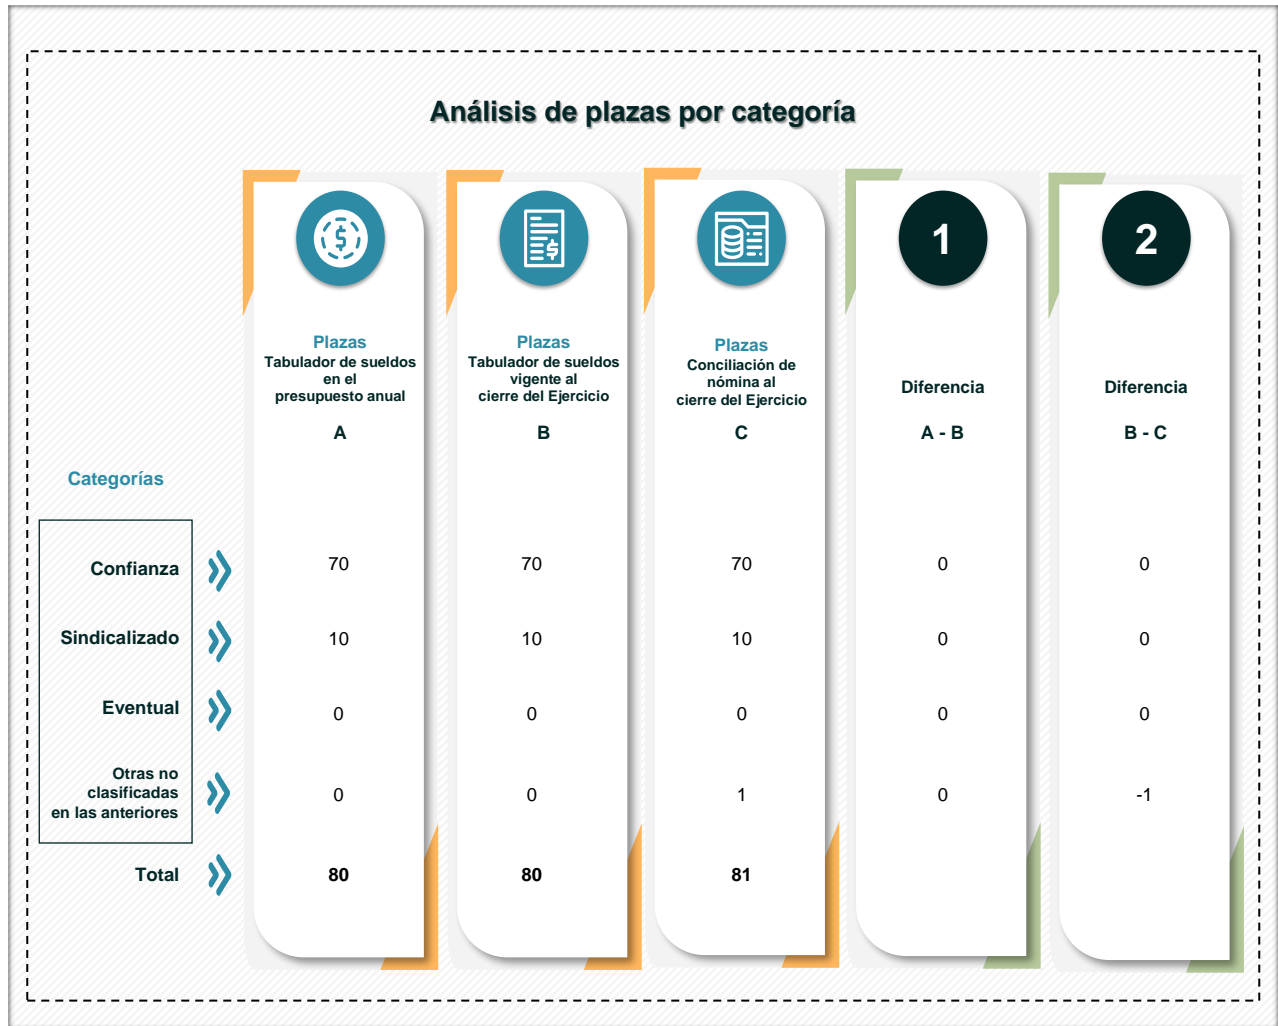 Análisis de plazas por categoría
1
2
Plazas
Tabulador de sueldos
en el
presupuesto anual
A
Plazas
Tabulador de sueldos
vigente al
cierre del Ejercicio
B
Plazas
Conciliación de
nómina al
cierre del Ejercicio
C
Diferencia
A - B
Diferencia
B - C
Categorías
Confianza 70 70 70 0 0
Sindicalizado 10 10 10 0 0
Eventual 0 0 0 0 0
Otras no
clasificadas
en las anteriores 0 0 1 0 -1
Total 80 80 81